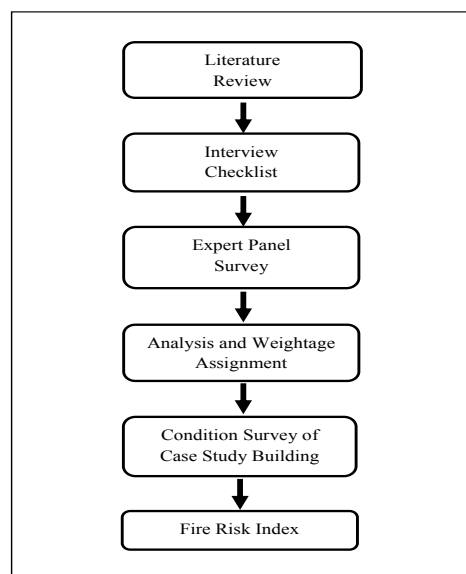 Literature
Review
Interview
Checklist
Expert Panel
Survey
Analysis and Weightage
Assignment
Condition Survey of
Case Study Building
Fire Risk Index